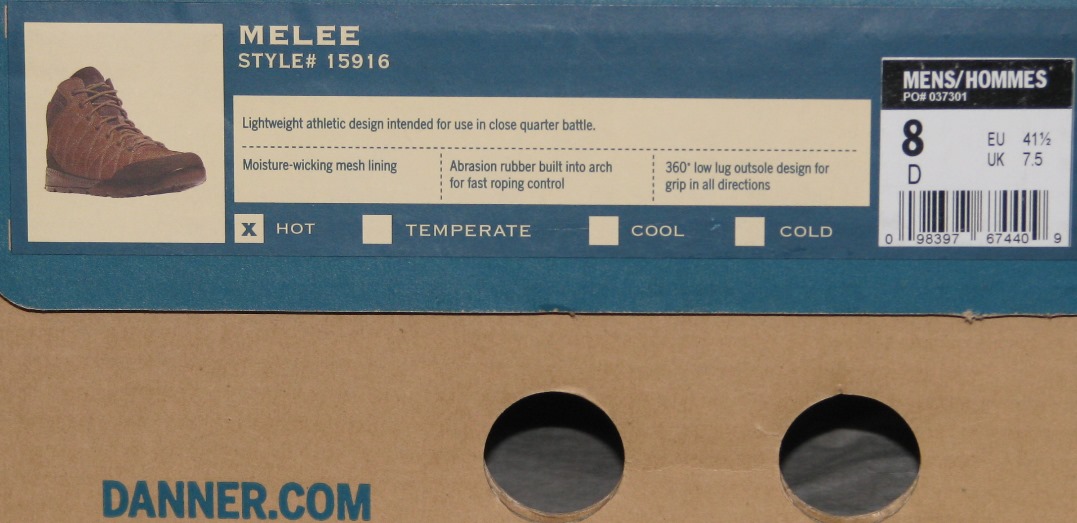 MELEE
STYLE# 15916
Lightweight athletic design intended for use in close quarter battle.
Moisture-wicking mesh lining
Abrasion rubber built into arch
for fast roping control
360° low lug outsole design for
grip in all directions
X HOT TEMPERATE COOL COLD
MENS/HOMMES
PO# 037301
8
D
EU 41½
UK 7.5
0 98397 67440 9
DANNER.COM